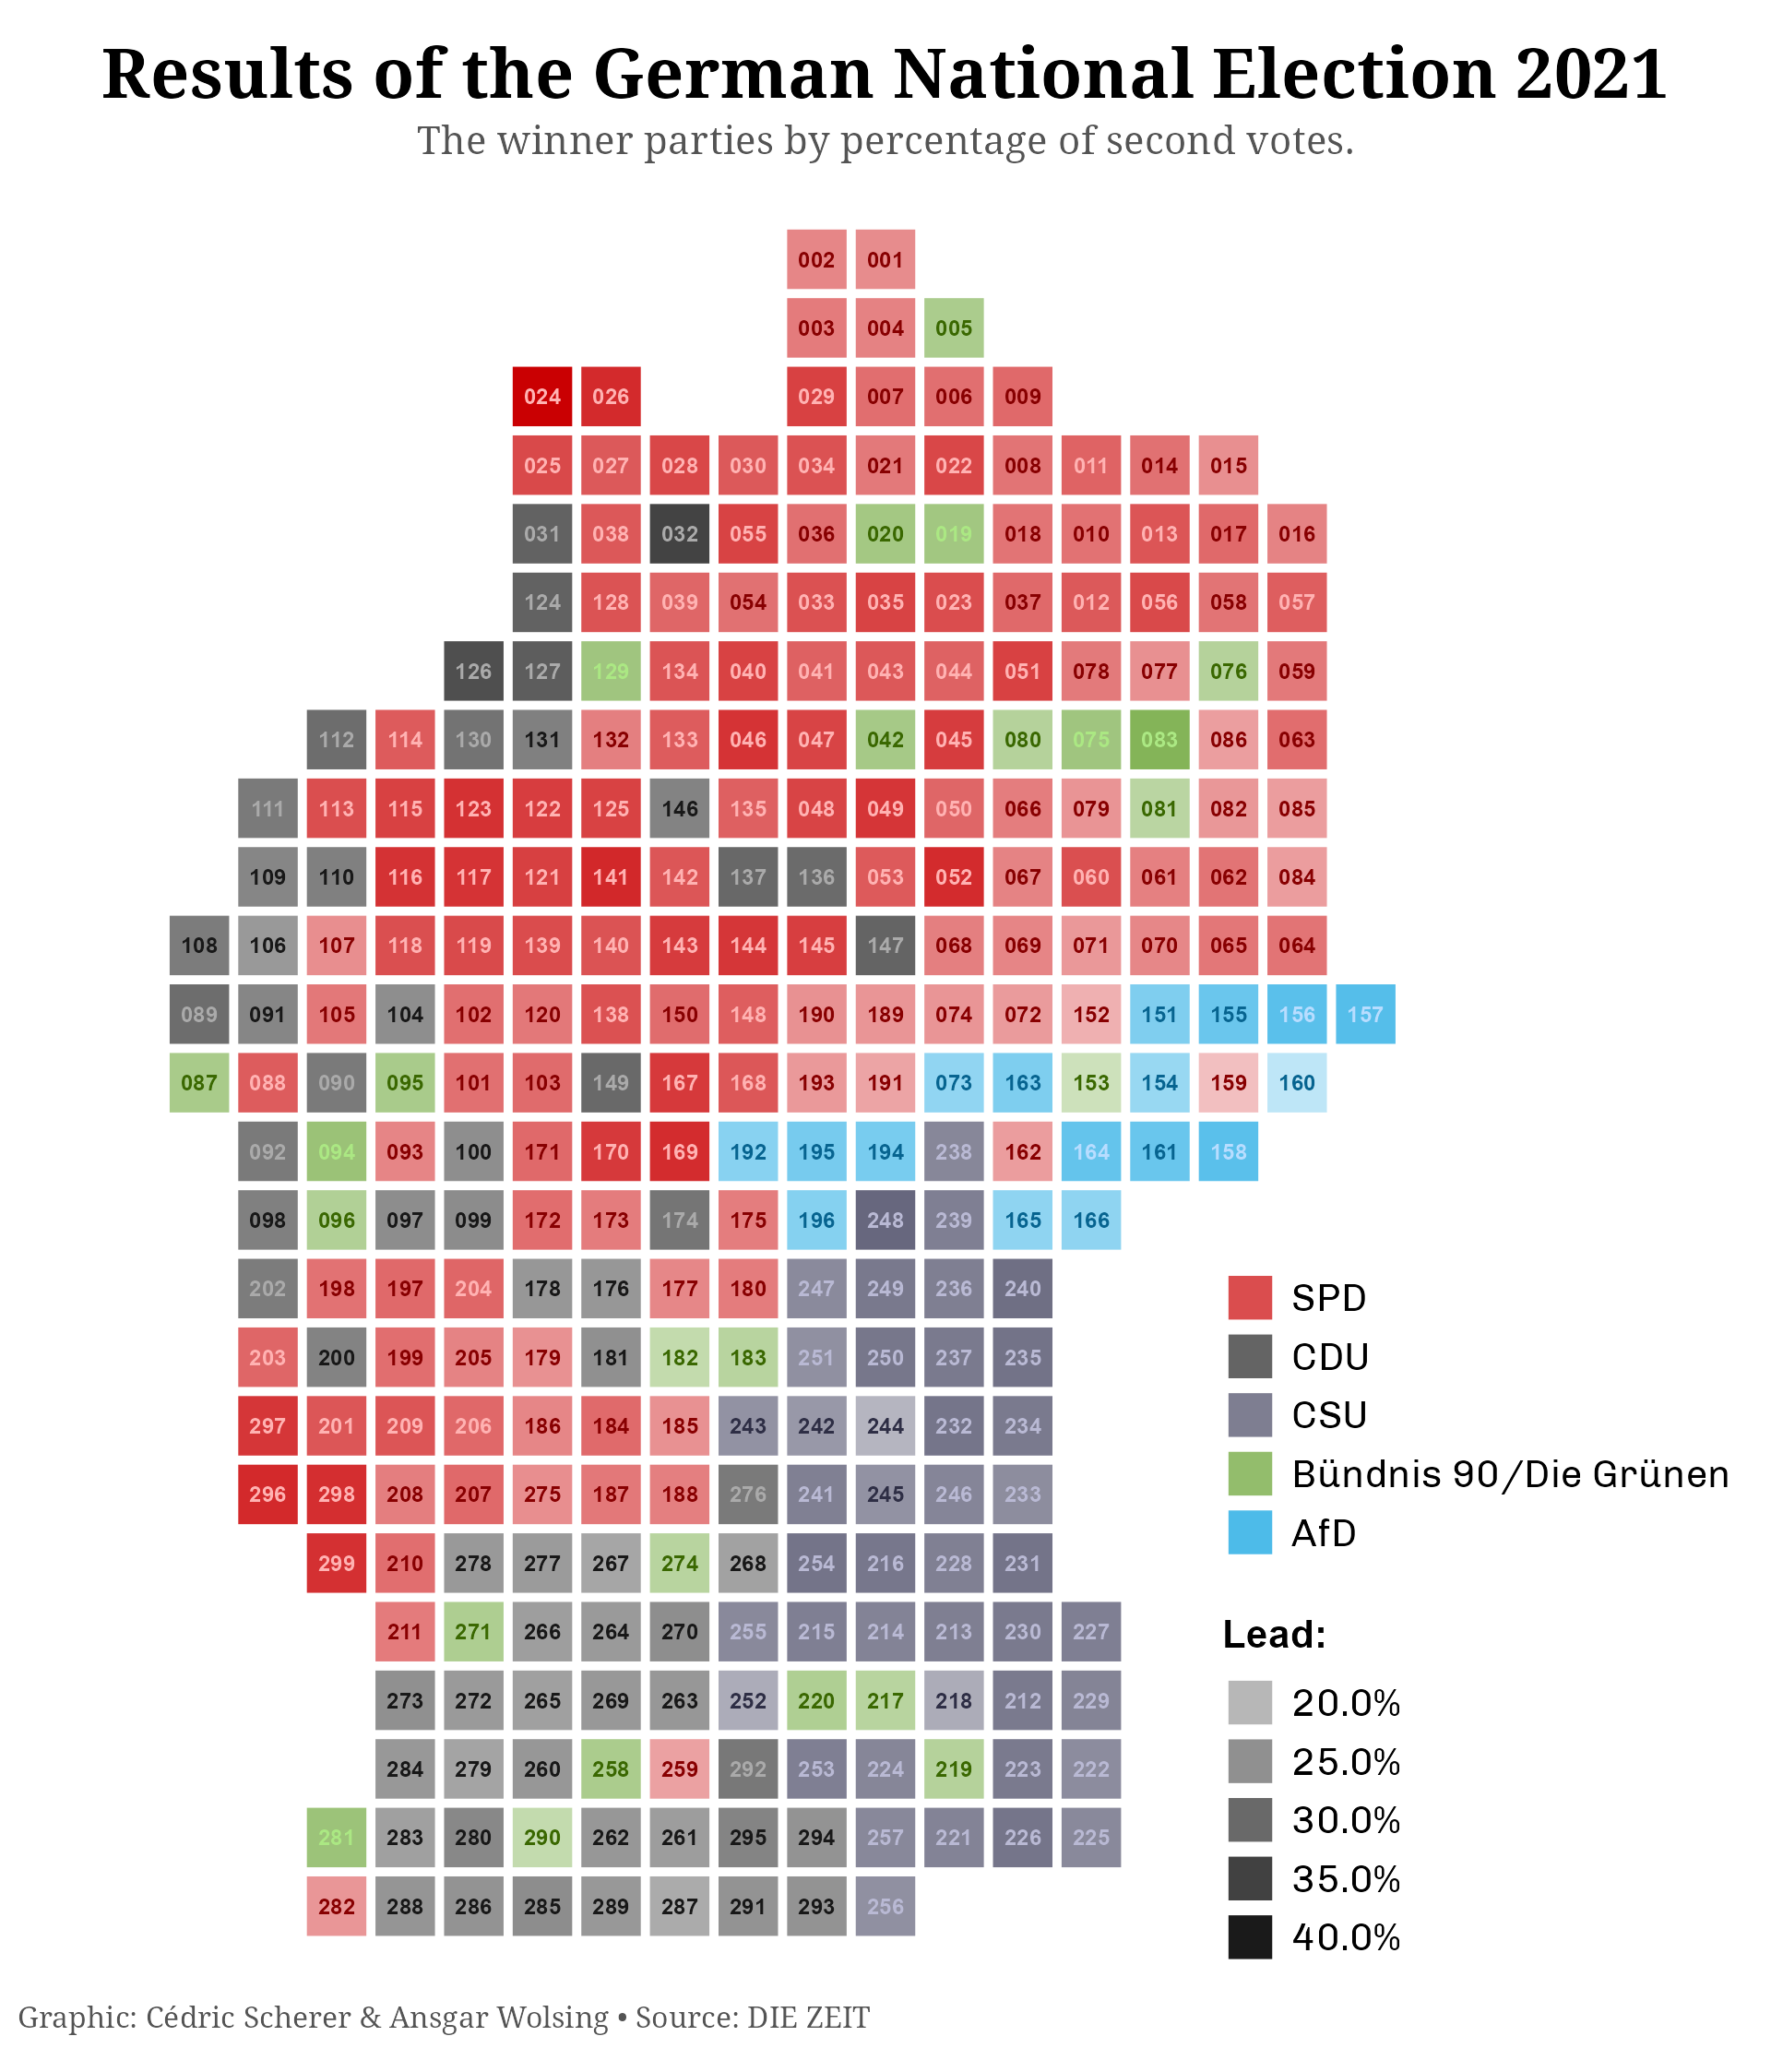 Results of the German National Election 2021
The winner parties by percentage of second votes.
002 001
003 004 005
024 026 029 007 006 009
025 027 028 030 034 021 022 008 011 014 015
031 038 032 055 036 020 019 018 010 013 017 016
124 128 039 054 033 035 023 037 012 056 058 057
126 127 129 134 040 041 043 044 051 078 077 076 059
112 114 130 131 132 133 046 047 042 045 080 075 083 086 063
111 113 115 123 122 125 146 135 048 049 050 066 079 081 082 085
109 110 116 117 121 141 142 137 136 053 052 067 060 061 062 084
108 106 107 118 119 139 140 143 144 145 147 068 069 071 070 065 064
089 091 105 104 102 120 138 150 148 190 189 074 072 152 151 155 156 157
087 088 090 095 101 103 149 167 168 193 191 073 163 153 154 159 160
092 094 093 100 171 170 169 192 195 194 238 162 164 161 158
098 096 097 099 172 173 174 175 196 248 239 165 166
202 198 197 204 178 176 177 180 247 249 236 240
203 200 199 205 179 181 182 183 251 250 237 235
297 201 209 206 186 184 185 243 242 244 232 234
296 298 208 207 275 187 188 276 241 245 246 233
299 210 278 277 267 274 268 254 216 228 231
211 271 266 264 270 255 215 214 213 230 227
273 272 265 269 263 252 220 217 218 212 229
284 279 260 258 259 292 253 224 219 223 222
281 283 280 290 262 261 295 294 257 221 226 225
282 288 286 285 289 287 291 293 256
SPD
CDU
CSU
Bündnis 90/Die Grünen
AfD
Lead:
20.0%
25.0%
30.0%
35.0%
40.0%
Graphic: Cédric Scherer & Ansgar Wolsing • Source: DIE ZEIT